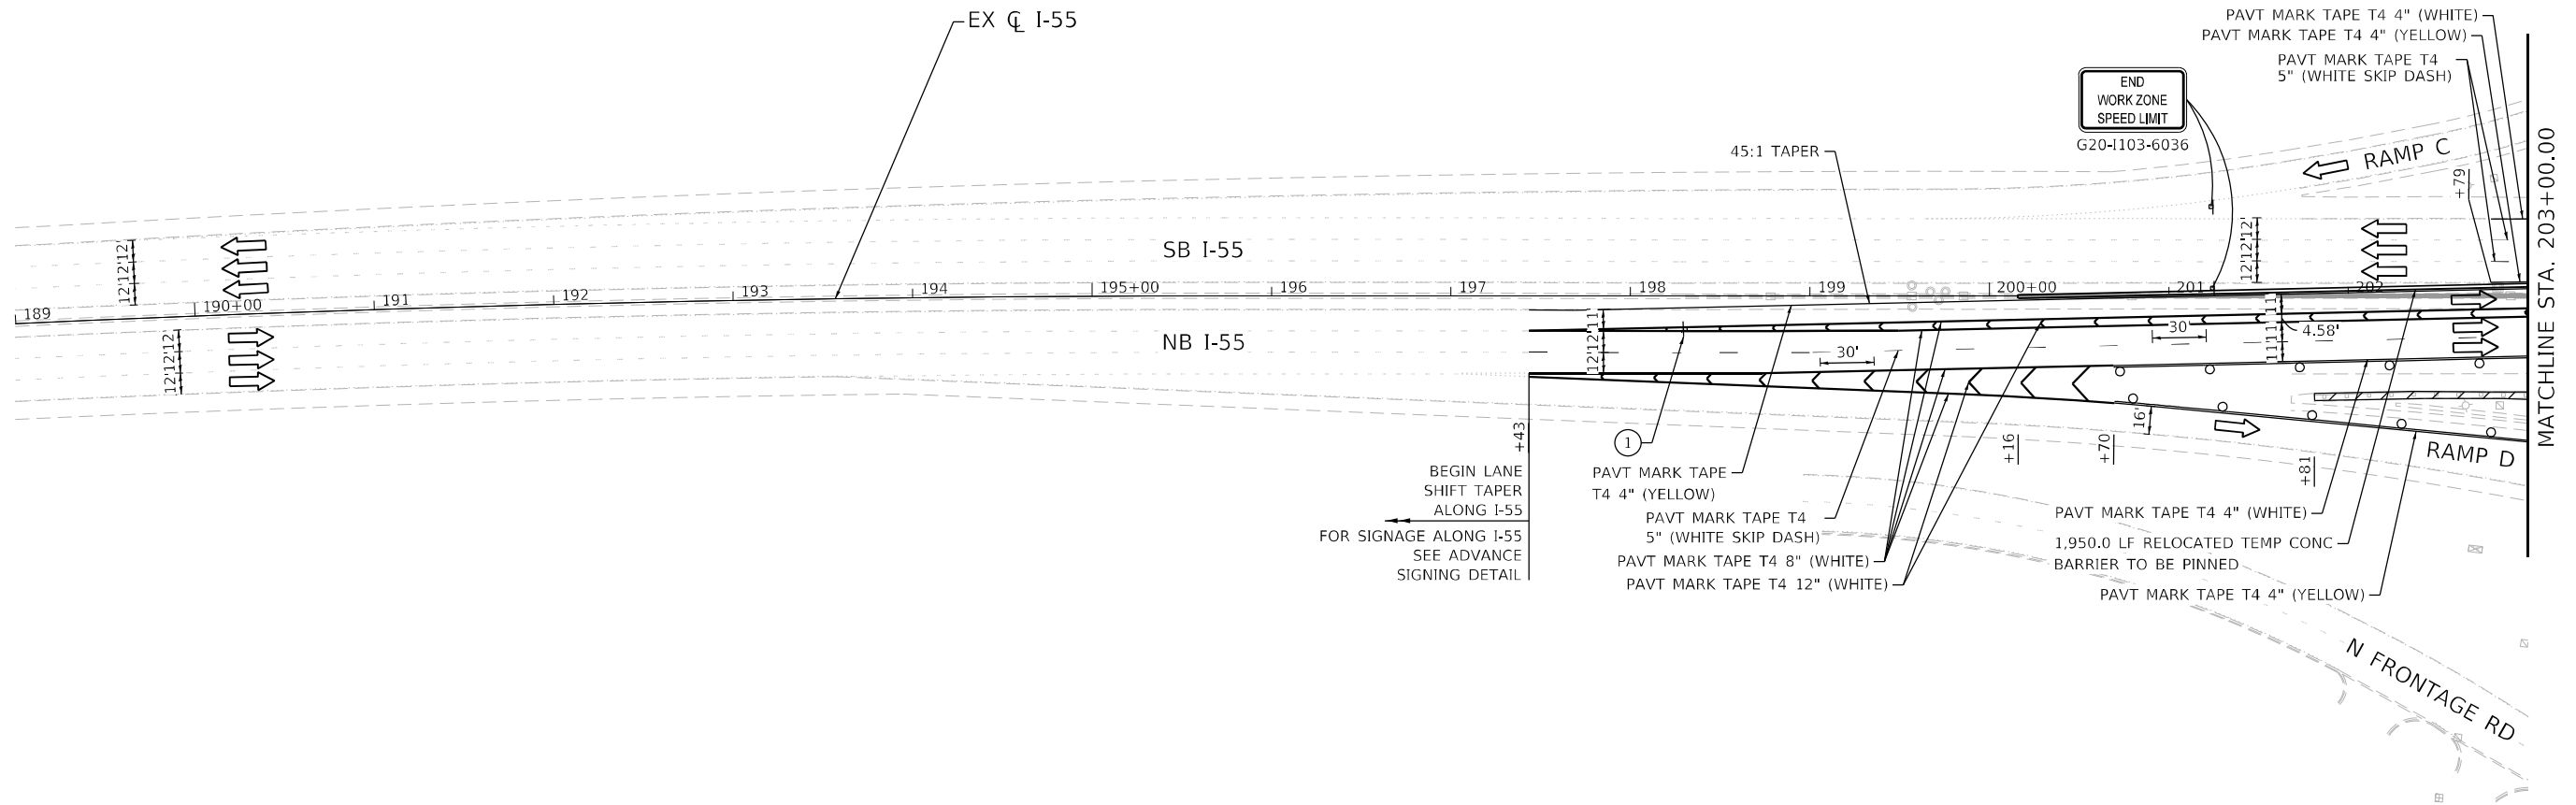 EX ℄ I-55
PAVT MARK TAPE T4 4" (WHITE)
PAVT MARK TAPE T4 4" (YELLOW)
PAVT MARK TAPE T4
5" (WHITE SKIP DASH)
END
WORK ZONE
SPEED LIMIT
G20-I103-6036
45:1 TAPER
RAMP C
+79
MATCHLINE STA. 203+00.00
SB I-55
12'12'12'
12'12'12'
189
190+00
191
192
193
194
195+00
196
197
198
199
200+00
201
202
NB I-55
12'12'12'
12'12'11'
11'
11'11'
4.58'
30'
30'
16'
+43
+16
+70
+81
1
BEGIN LANE
SHIFT TAPER
ALONG I-55
FOR SIGNAGE ALONG I-55
SEE ADVANCE
SIGNING DETAIL
PAVT MARK TAPE
T4 4" (YELLOW)
PAVT MARK TAPE T4
5" (WHITE SKIP DASH)
PAVT MARK TAPE T4 8" (WHITE)
PAVT MARK TAPE T4 12" (WHITE)
RAMP D
PAVT MARK TAPE T4 4" (WHITE)
1,950.0 LF RELOCATED TEMP CONC
BARRIER TO BE PINNED
PAVT MARK TAPE T4 4" (YELLOW)
N FRONTAGE RD